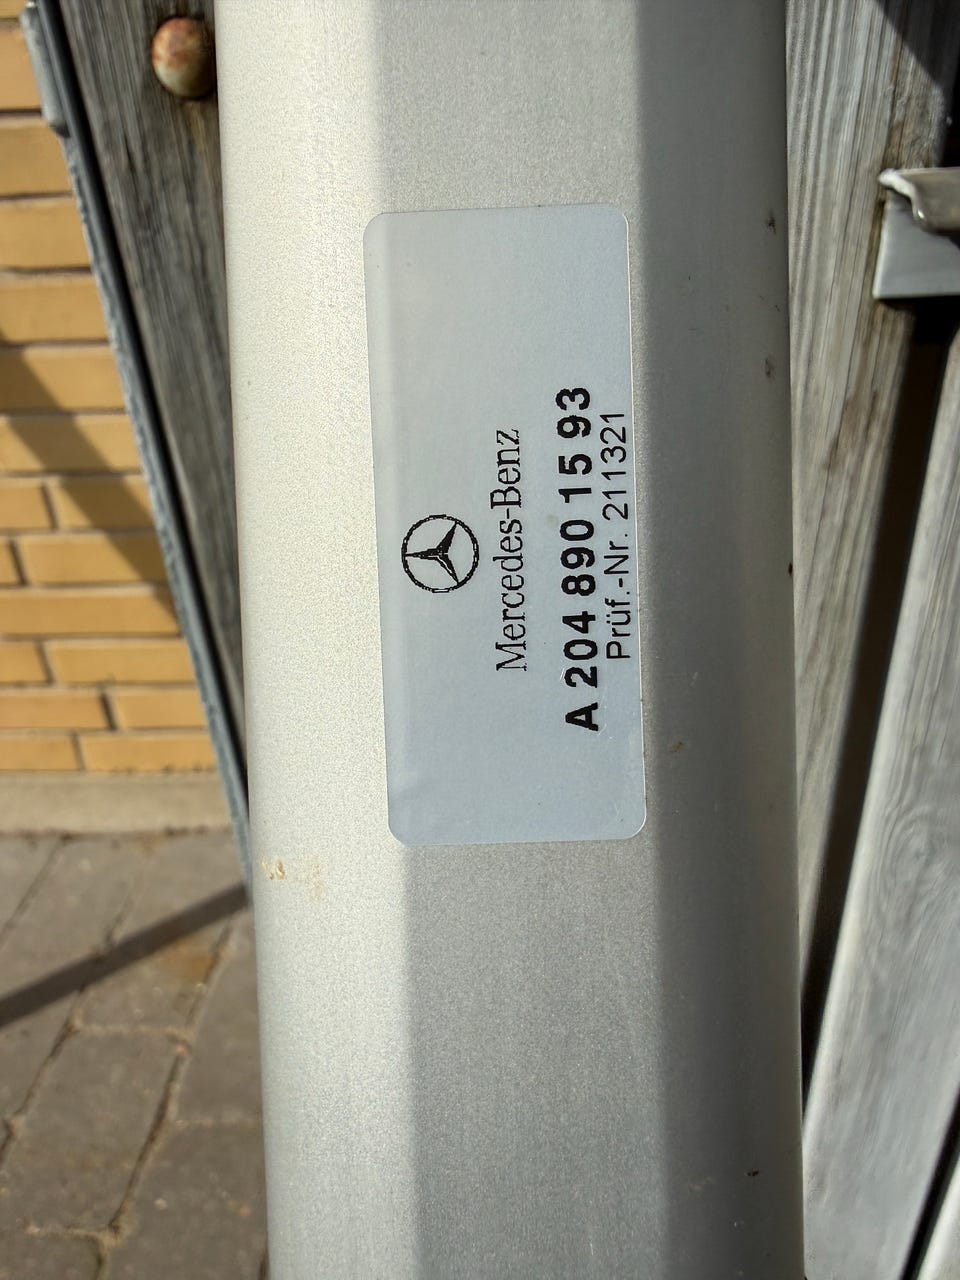 Mercedes-Benz
A 204 890 15 93
Prüf.-Nr. 211321